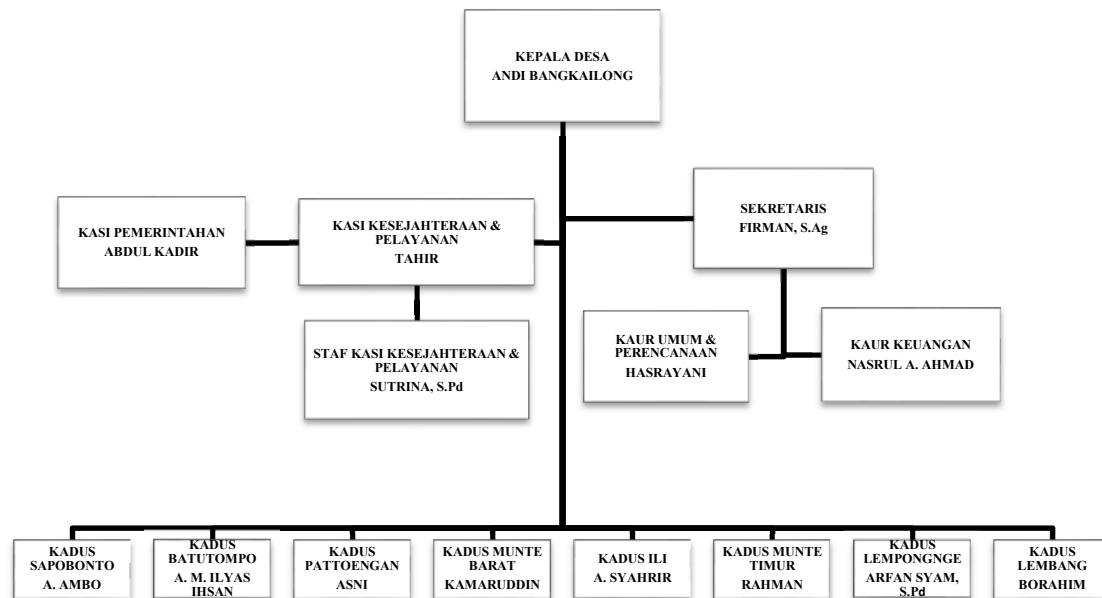 KEPALA DESA
ANDI BANGKAILONG
KASI PEMERINTAHAN
ABDUL KADIR
KASI KESEJAHTERAAN &
PELAYANAN
TAHIR
SEKRETARIS
FIRMAN, S.Ag
STAF KASI KESEJAHTERAAN &
PELAYANAN
SUTRINA, S.Pd
KAUR UMUM &
PERENCANAAN
HASRAYANI
KAUR KEUANGAN
NASRUL A. AHMAD
KADUS
SAPOBONTO
A. AMBO
KADUS
BATUTOMPO
A. M. ILYAS
IHSAN
KADUS
PATTOENGAN
ASNI
KADUS MUNTE
BARAT
KAMARUDDIN
KADUS ILI
A. SYAHRIR
KADUS MUNTE
TIMUR
RAHMAN
KADUS
LEMPONGNGE
ARFAN SYAM,
S.Pd
KADUS
LEMBANG
BORAHIM